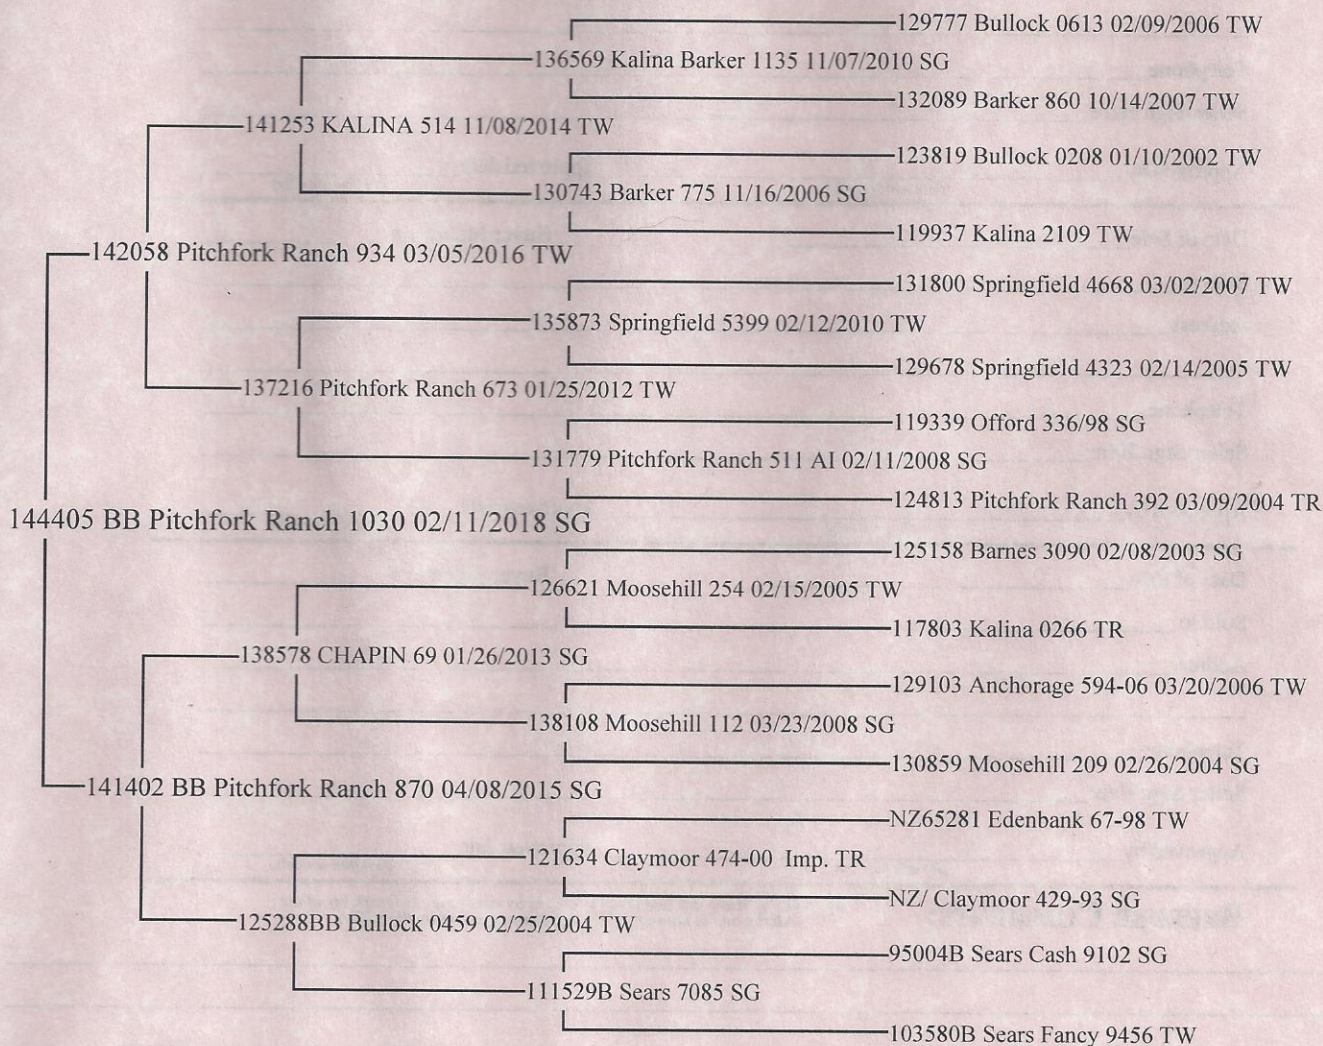 129777 Bullock 0613 02/09/2006 TW
136569 Kalina Barker 1135 11/07/2010 SG
132089 Barker 860 10/14/2007 TW
141253 KALINA 514 11/08/2014 TW
123819 Bullock 0208 01/10/2002 TW
130743 Barker 775 11/16/2006 SG
119937 Kalina 2109 TW
142058 Pitchfork Ranch 934 03/05/2016 TW
131800 Springfield 4668 03/02/2007 TW
135873 Springfield 5399 02/12/2010 TW
129678 Springfield 4323 02/14/2005 TW
137216 Pitchfork Ranch 673 01/25/2012 TW
119339 Offord 336/98 SG
131779 Pitchfork Ranch 511 AI 02/11/2008 SG
124813 Pitchfork Ranch 392 03/09/2004 TR
144405 BB Pitchfork Ranch 1030 02/11/2018 SG
125158 Barnes 3090 02/08/2003 SG
126621 Moosehill 254 02/15/2005 TW
117803 Kalina 0266 TR
138578 CHAPIN 69 01/26/2013 SG
129103 Anchorage 594-06 03/20/2006 TW
138108 Moosehill 112 03/23/2008 SG
130859 Moosehill 209 02/26/2004 SG
141402 BB Pitchfork Ranch 870 04/08/2015 SG
NZ65281 Edenbank 67-98 TW
121634 Claymoor 474-00 Imp. TR
NZ/ Claymoor 429-93 SG
125288BB Bullock 0459 02/25/2004 TW
95004B Sears Cash 9102 SG
111529B Sears 7085 SG
103580B Sears Fancy 9456 TW